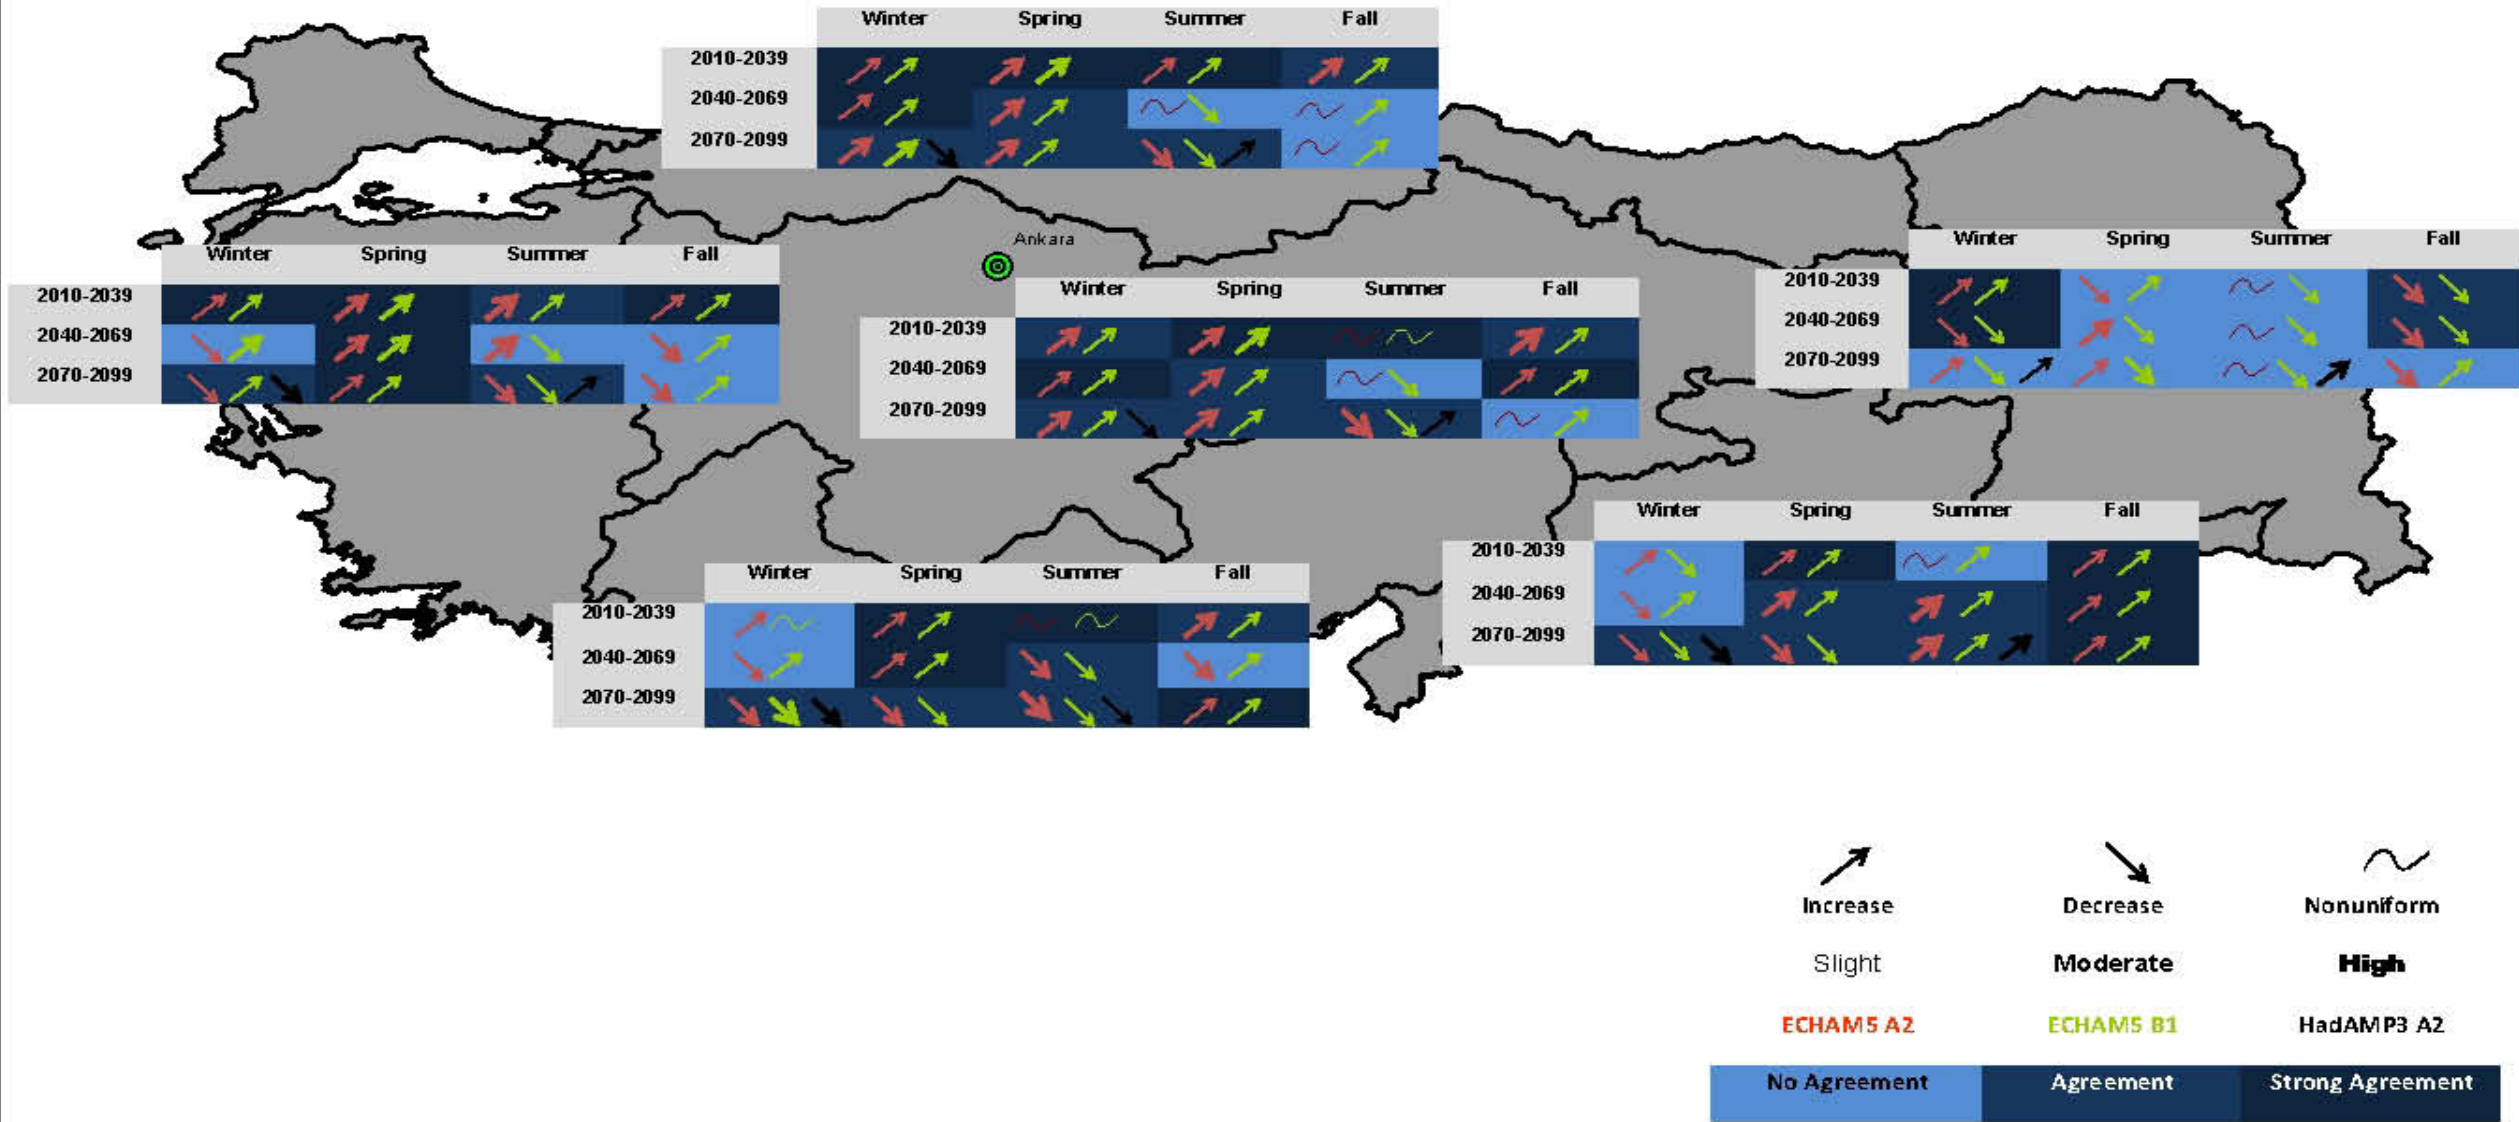 Winter Spring Summer Fall
2010-2039
2040-2069
2070-2099
Ankara
Winter Spring Summer Fall
2010-2039
2040-2069
2070-2099
Winter Spring Summer Fall
2010-2039
2040-2069
2070-2099
Winter Spring Summer Fall
2010-2039
2040-2069
2070-2099
Winter Spring Summer Fall
2010-2039
2040-2069
2070-2099
Winter Spring Summer Fall
2010-2039
2040-2069
2070-2099
Increase Decrease Nonuniform
Slight Moderate High
ECHAM5 A2 ECHAM5 B1 HadAMP3 A2
No Agreement Agreement Strong Agreement